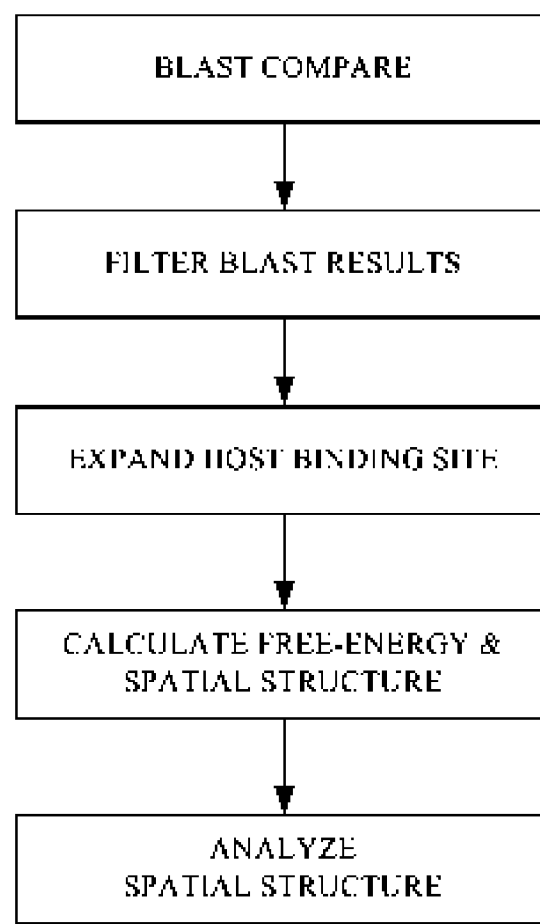 BLAST COMPARE
FILTER BLAST RESULTS
EXPAND HOST BINDING SITE
CALCULATE FREE-ENERGY &
SPATIAL STRUCTURE
ANALYZE
SPATIAL STRUCTURE